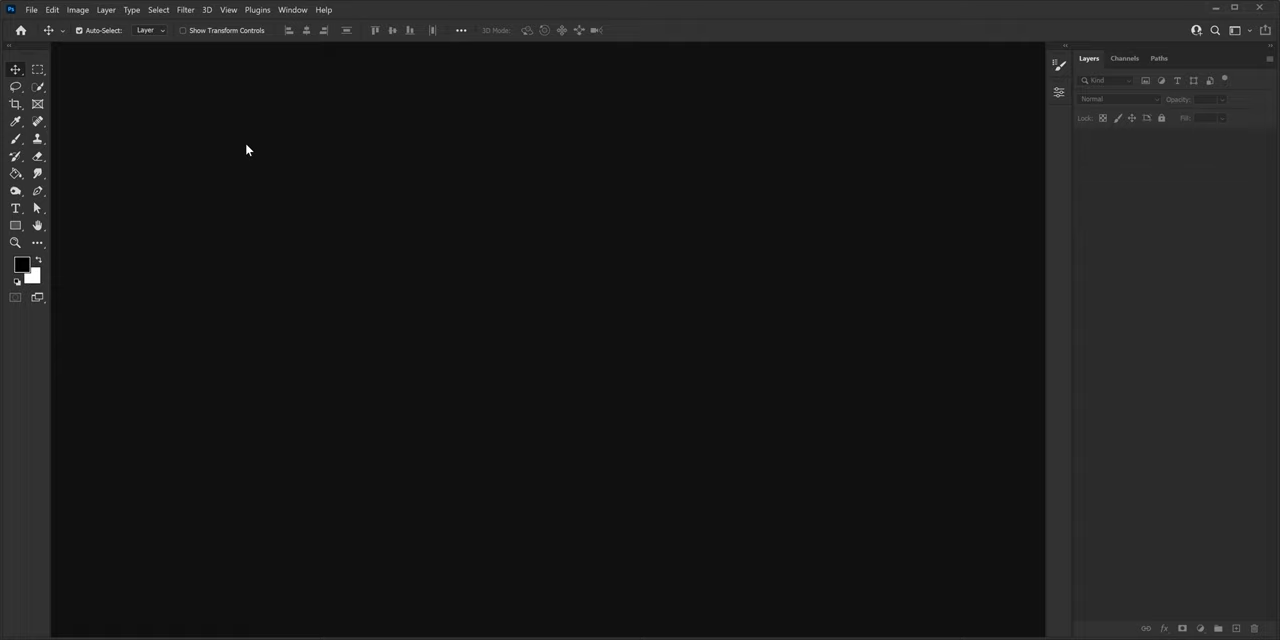 Ps File Edit Image Layer Type Select Filter 3D View Plugins Window Help
Auto-Select: Layer Show Transform Controls 3D Mode:
Layers Channels Paths
Kind
Normal Opacity:
Lock: Fill: